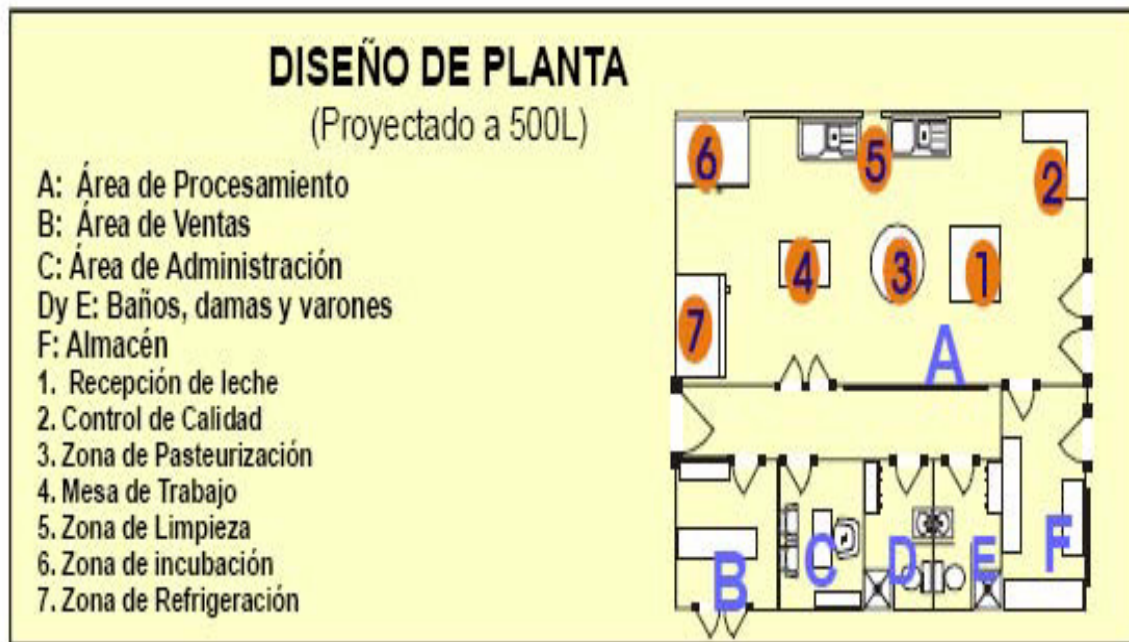 DISEÑO DE PLANTA
(Proyectado a 500L)
A: Área de Procesamiento
B: Área de Ventas
C: Área de Administración
Dy E: Baños, damas y varones
F: Almacén
1. Recepción de leche
2. Control de Calidad
3. Zona de Pasteurización
4. Mesa de Trabajo
5. Zona de Limpieza
6. Zona de incubación
7. Zona de Refrigeración
6
5
2
4
3
1
7
A
B
C
D
E
F